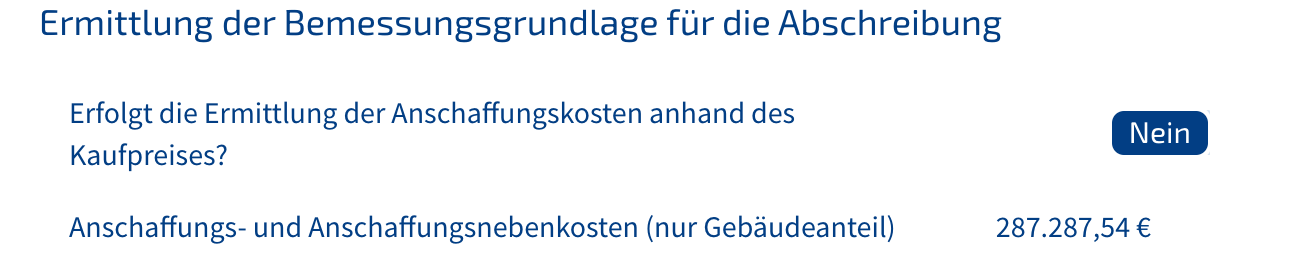 Ermittlung der Bemessungsgrundlage für die Abschreibung
Erfolgt die Ermittlung der Anschaffungskosten anhand des
Kaufpreises?
Nein
Anschaffungs- und Anschaffungsnebenkosten (nur Gebäudeanteil) 287.287,54 €